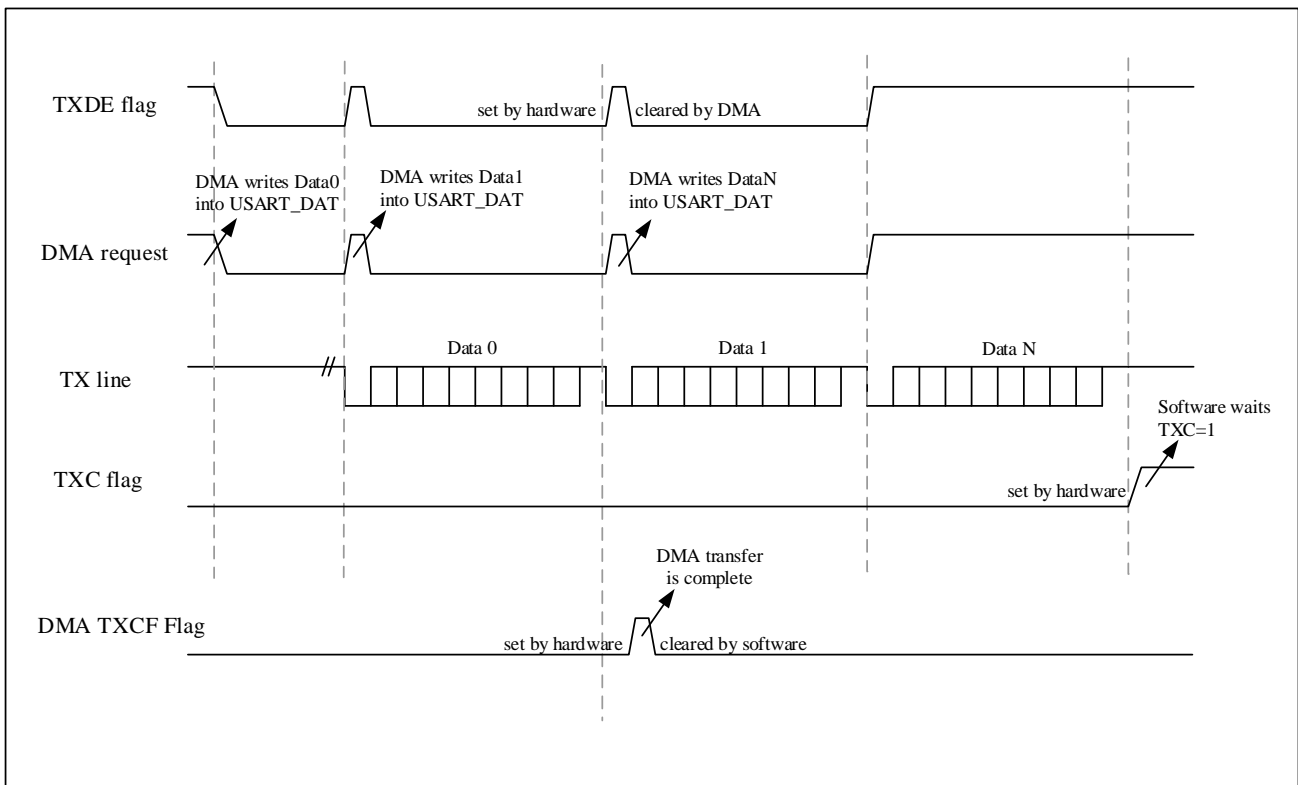 TXDE flag
set by hardware
cleared by DMA
DMA writes Data0
into USART_DAT
DMA writes Data1
into USART_DAT
DMA writes DataN
into USART_DAT
DMA request
Data 0
Data 1
Data N
TX line
Software waits
TXC=1
TXC flag
set by hardware
DMA transfer
is complete
DMA TXCF Flag
set by hardware
cleared by software